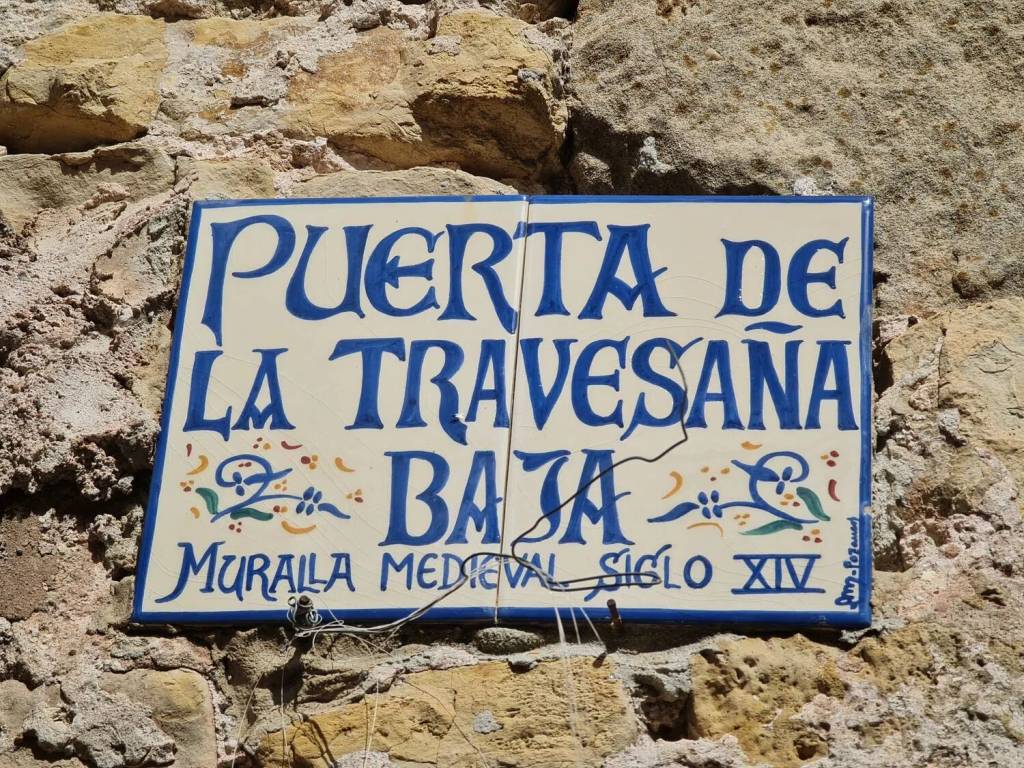 PUERTA DE
LA TRAVESAÑA
BAJA
MURALLA MEDIEVAL SIGLO XIV